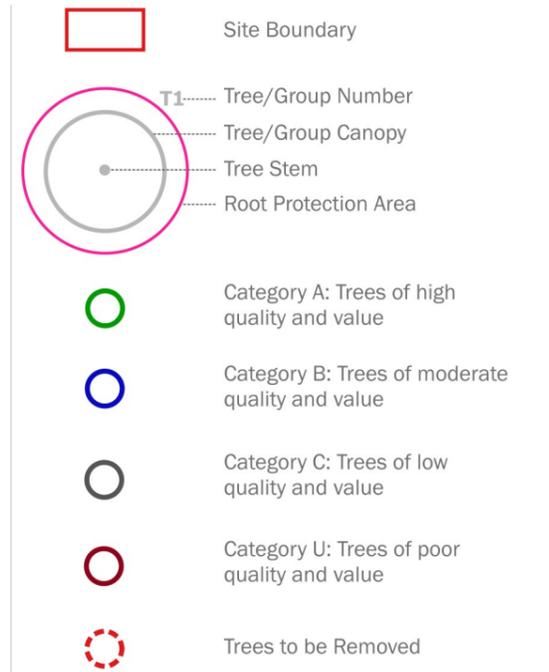 Site Boundary
T1
Tree/Group Number
Tree/Group Canopy
Tree Stem
Root Protection Area
Category A: Trees of high
quality and value
Category B: Trees of moderate
quality and value
Category C: Trees of low
quality and value
Category U: Trees of poor
quality and value
Trees to be Removed